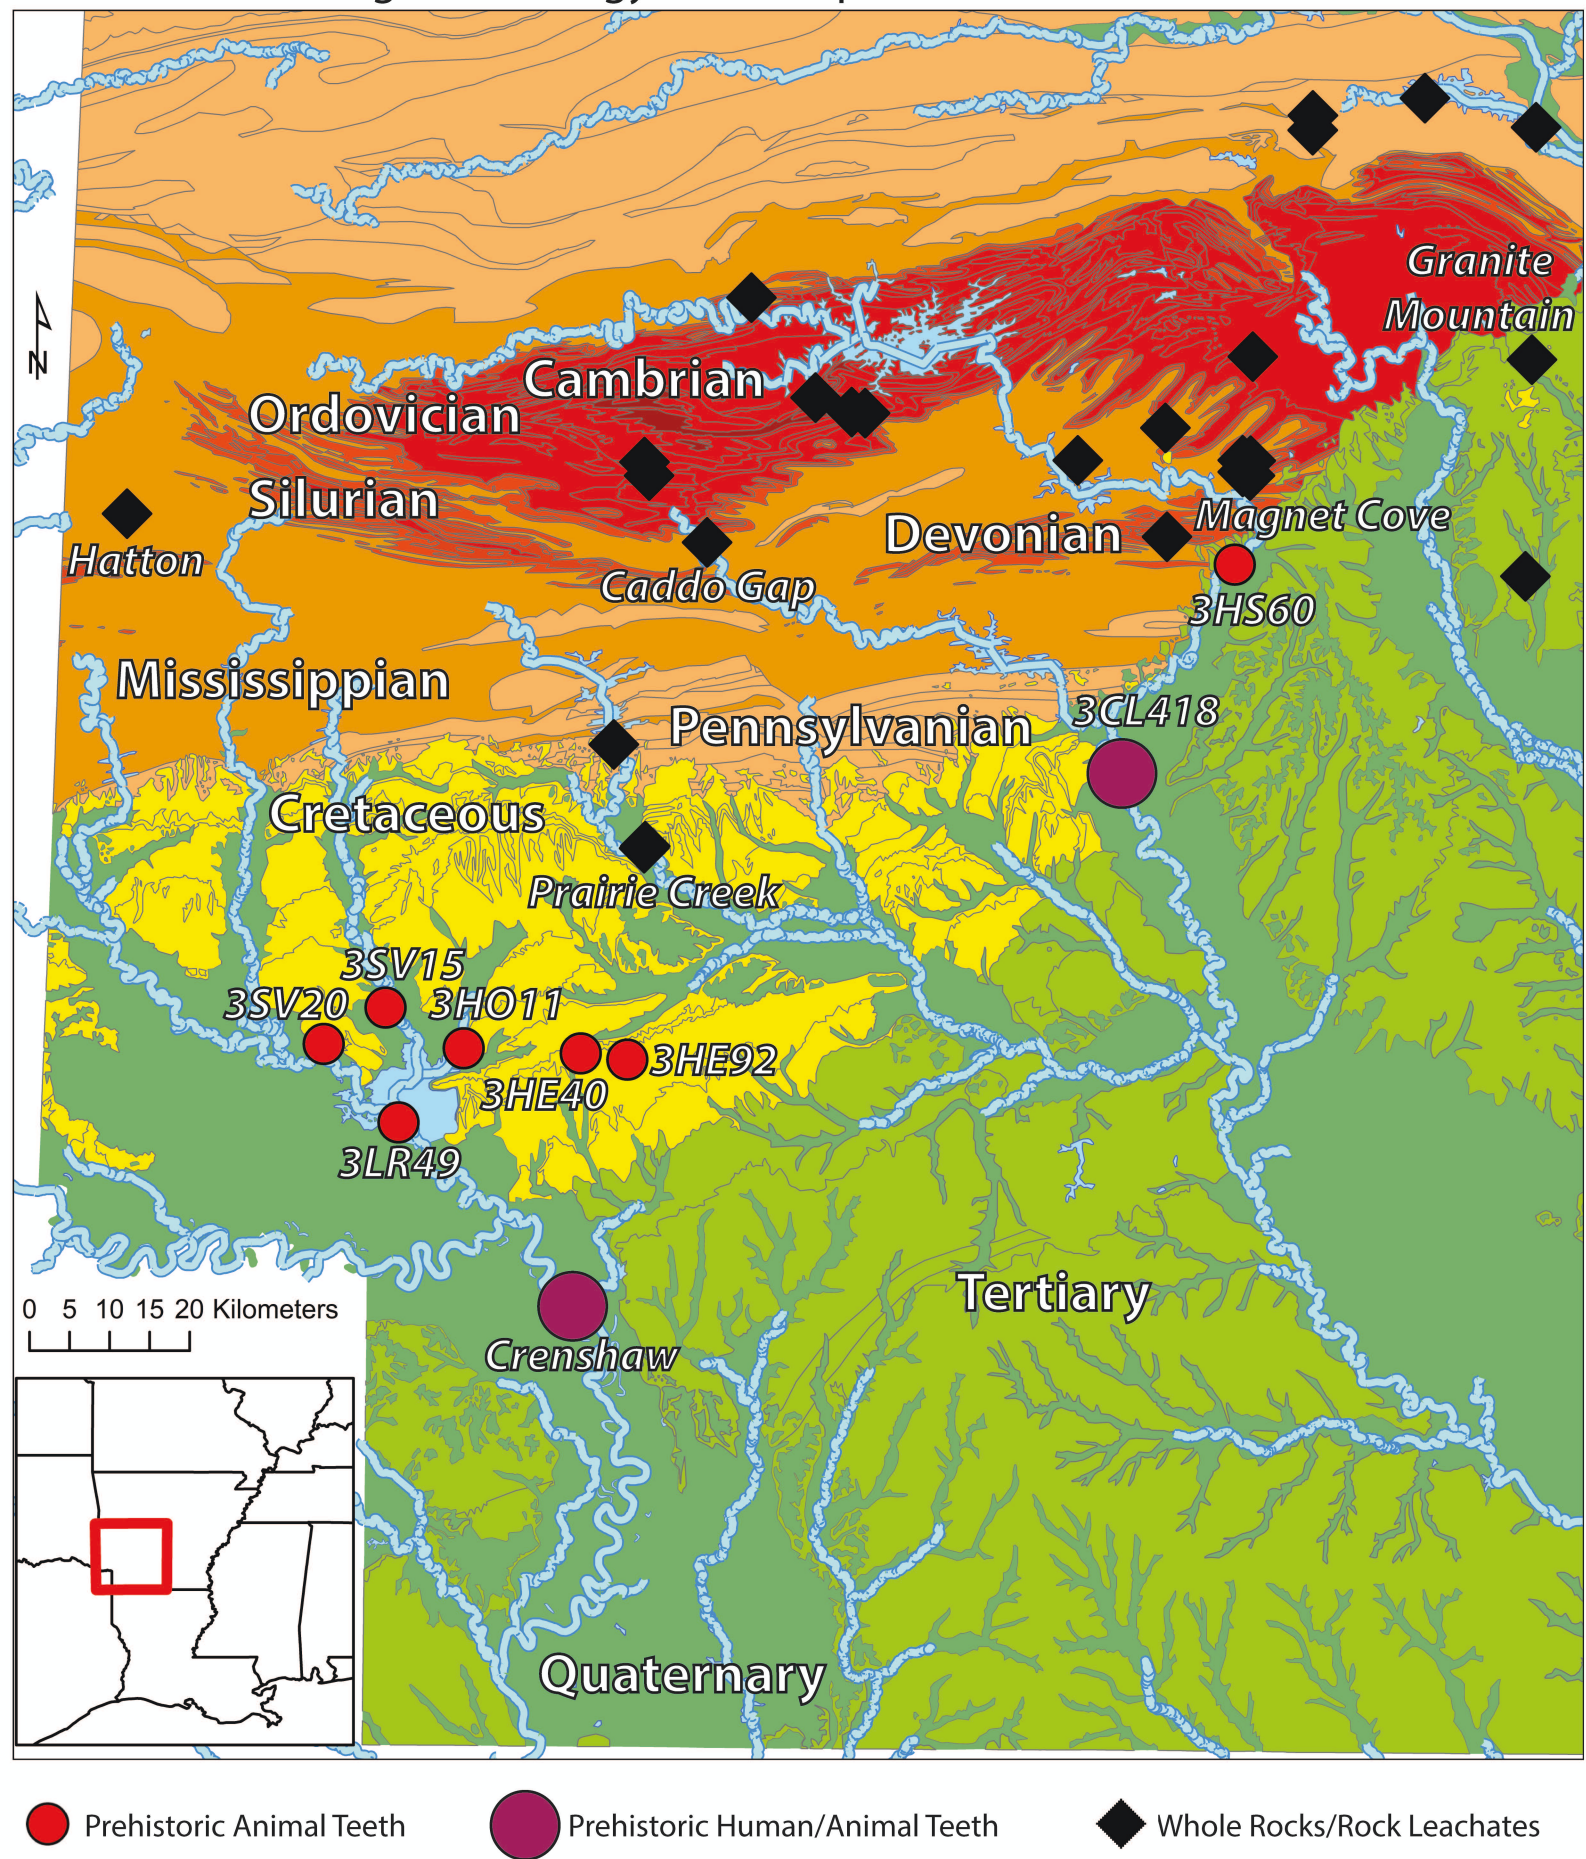 Granite
Mountain
Cambrian
Ordovician
Silurian
Hatton
Magnet Cove
Devonian
Caddo Gap
3HS60
Mississippian
3CL418
Pennsylvanian
Cretaceous
Prairie Creek
3SV15
3SV20
3HO11
3HE92
3HE40
3LR49
N
Tertiary
0 5 10 15 20 Kilometers
Crenshaw
Quaternary
Prehistoric Animal Teeth
Prehistoric Human/Animal Teeth
Whole Rocks/Rock Leachates